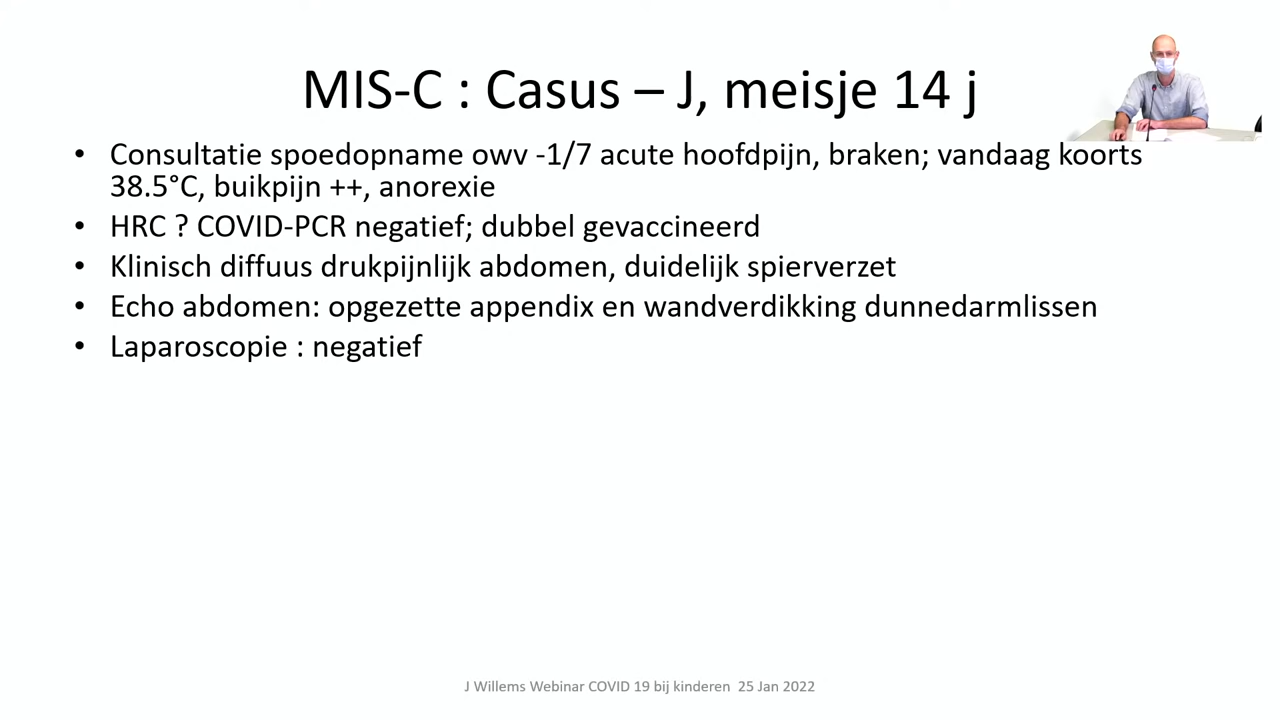 MIS-C : Casus – J, meisje 14 j
• Consultatie spoedopname owv -1/7 acute hoofdpijn, braken; vandaag koorts
38.5°C, buikpijn ++, anorexie
• HRC ? COVID-PCR negatief; dubbel gevaccineerd
• Klinisch diffuus drukpijnlijk abdomen, duidelijk spierverzet
• Echo abdomen: opgezette appendix en wandverdikking dunnedarmlissen
• Laparoscopie : negatief
J Willems Webinar COVID 19 bij kinderen 25 Jan 2022